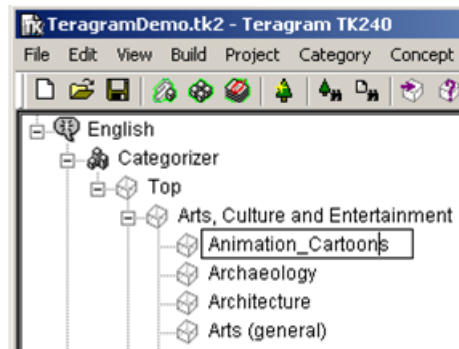 TeragramDemo.tk2 - Teragram TK240
File Edit View Build Project Category Concept
English
Categorizer
Top
Arts, Culture and Entertainment
Animation_Cartoons
Archaeology
Architecture
Arts (general)